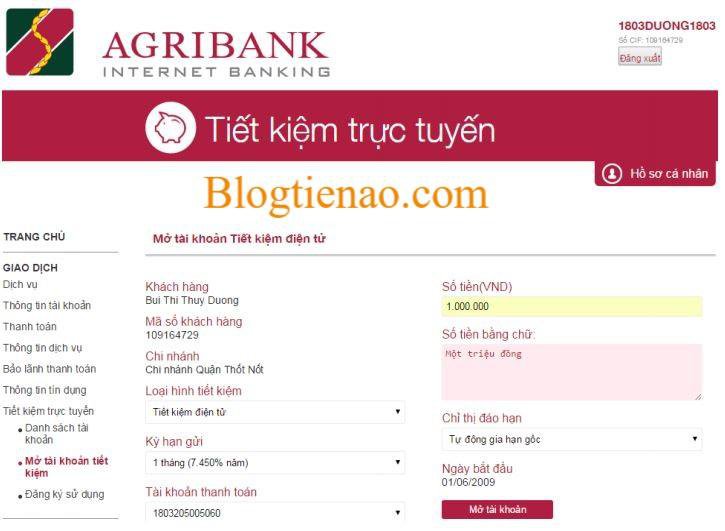 AGRIBANK
INTERNET BANKING
1803DUONG1803
Số CIF: 109164729
Đăng xuất
Tiết kiệm trực tuyến
Hồ sơ cá nhân
Blogtienao.com
TRANG CHỦ
GIAO DỊCH
Dịch vụ
Thông tin tài khoản
Thanh toán
Thông tin dịch vụ
Bảo lãnh thanh toán
Thông tin tín dụng
Tiết kiệm trực tuyến
Danh sách tài
khoản
Mở tài khoản tiết
kiệm
Đăng ký sử dụng
Mở tài khoản Tiết kiệm điện tử
Khách hàng
Bui Thi Thuy Duong
Mã số khách hàng
109164729
Chi nhánh
Chi nhánh Quận Thốt Nốt
Loại hình tiết kiệm
Tiết kiệm điện tử
Kỳ hạn gửi
1 tháng (7.450% năm)
Tài khoản thanh toán
1803205005060
Số tiền(VND)
1.000.000
Số tiền bằng chữ:
Một triệu đồng
Chỉ thị đáo hạn
Tự động gia hạn gốc
Ngày bắt đầu
01/06/2009
Mở tài khoản